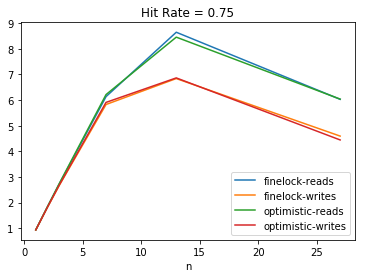 Hit Rate = 0.75
9
8
7
6
5
4
3
2
1
0
5
10
15
20
25
n
finelock-reads
finelock-writes
optimistic-reads
optimistic-writes